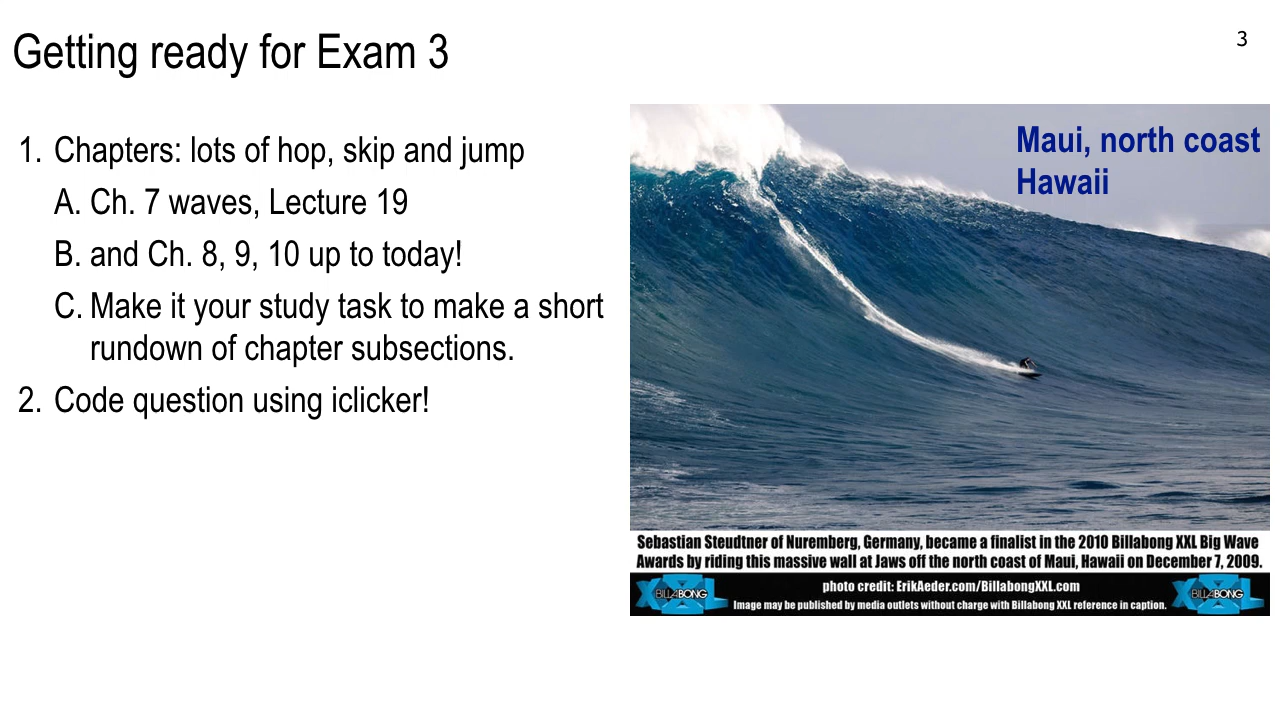 Getting ready for Exam 3
3
1. Chapters: lots of hop, skip and jump
A. Ch. 7 waves, Lecture 19
B. and Ch. 8, 9, 10 up to today!
C. Make it your study task to make a short
rundown of chapter subsections.
2. Code question using iclicker!
Maui, north coast
Hawaii
Sebastian Steudtner of Nuremberg, Germany, became a finalist in the 2010 Billabong XXL Big Wave
Awards by riding this massive wall at Jaws off the north coast of Maui, Hawaii on December 7, 2009.
photo credit: ErikAeder.com/BillabongXXL.com
Image may be published by media outlets without charge with Billabong XXL reference in caption.
XXL BILLABONG
XXL BILLABONG